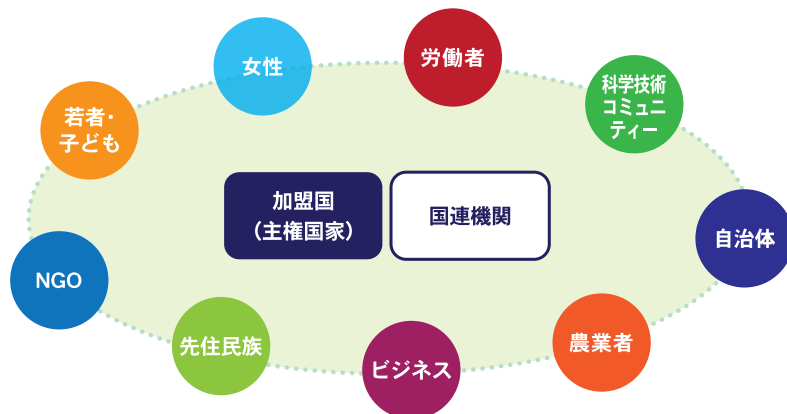 女性
労働者
科学技術
コミュニ
ティー
若者・
子ども
加盟国
（主権国家）
国連機関
自治体
NGO
先住民族
ビジネス
農業者